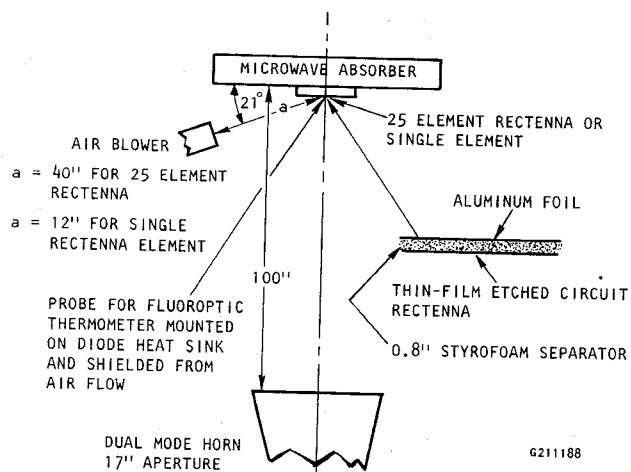 MICROWAVE ABSORBER
21°
a
25 ELEMENT RECTENNA OR
SINGLE ELEMENT
AIR BLOWER
a = 40" FOR 25 ELEMENT
RECTENNA
a = 12" FOR SINGLE
RECTENNA ELEMENT
ALUMINUM FOIL
100"
THIN-FILM ETCHED CIRCUIT
RECTENNA
0.8" STYROFOAM SEPARATOR
PROBE FOR FLUOROPTIC
THERMOMETER MOUNTED
ON DIODE HEAT SINK
AND SHIELDED FROM
AIR FLOW
DUAL MODE HORN
17" APERTURE
G211188